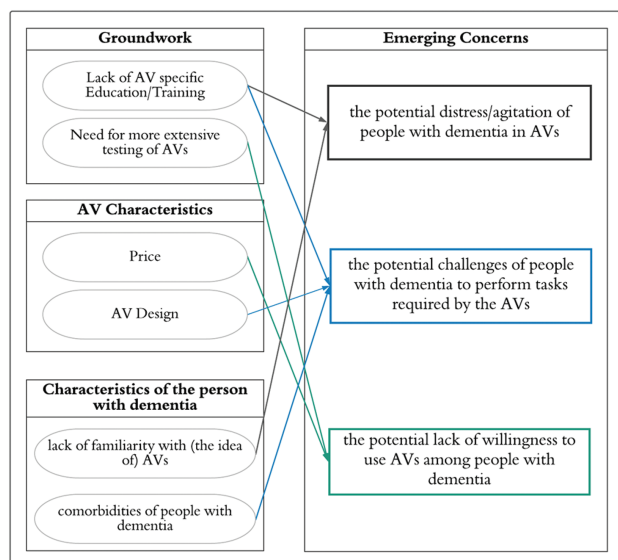 Groundwork
Lack of AV specific
Education/Training
Need for more extensive
testing of AVs
AV Characteristics
Price
AV Design
Characteristics of the person
with dementia
lack of familiarity with (the idea
of) AVs
comorbidities of people with
dementia
Emerging Concerns
the potential distress/agitation of
people with dementia in AVs
the potential challenges of people
with dementia to perform tasks
required by the AVs
the potential lack of willingness to
use AVs among people with
dementia